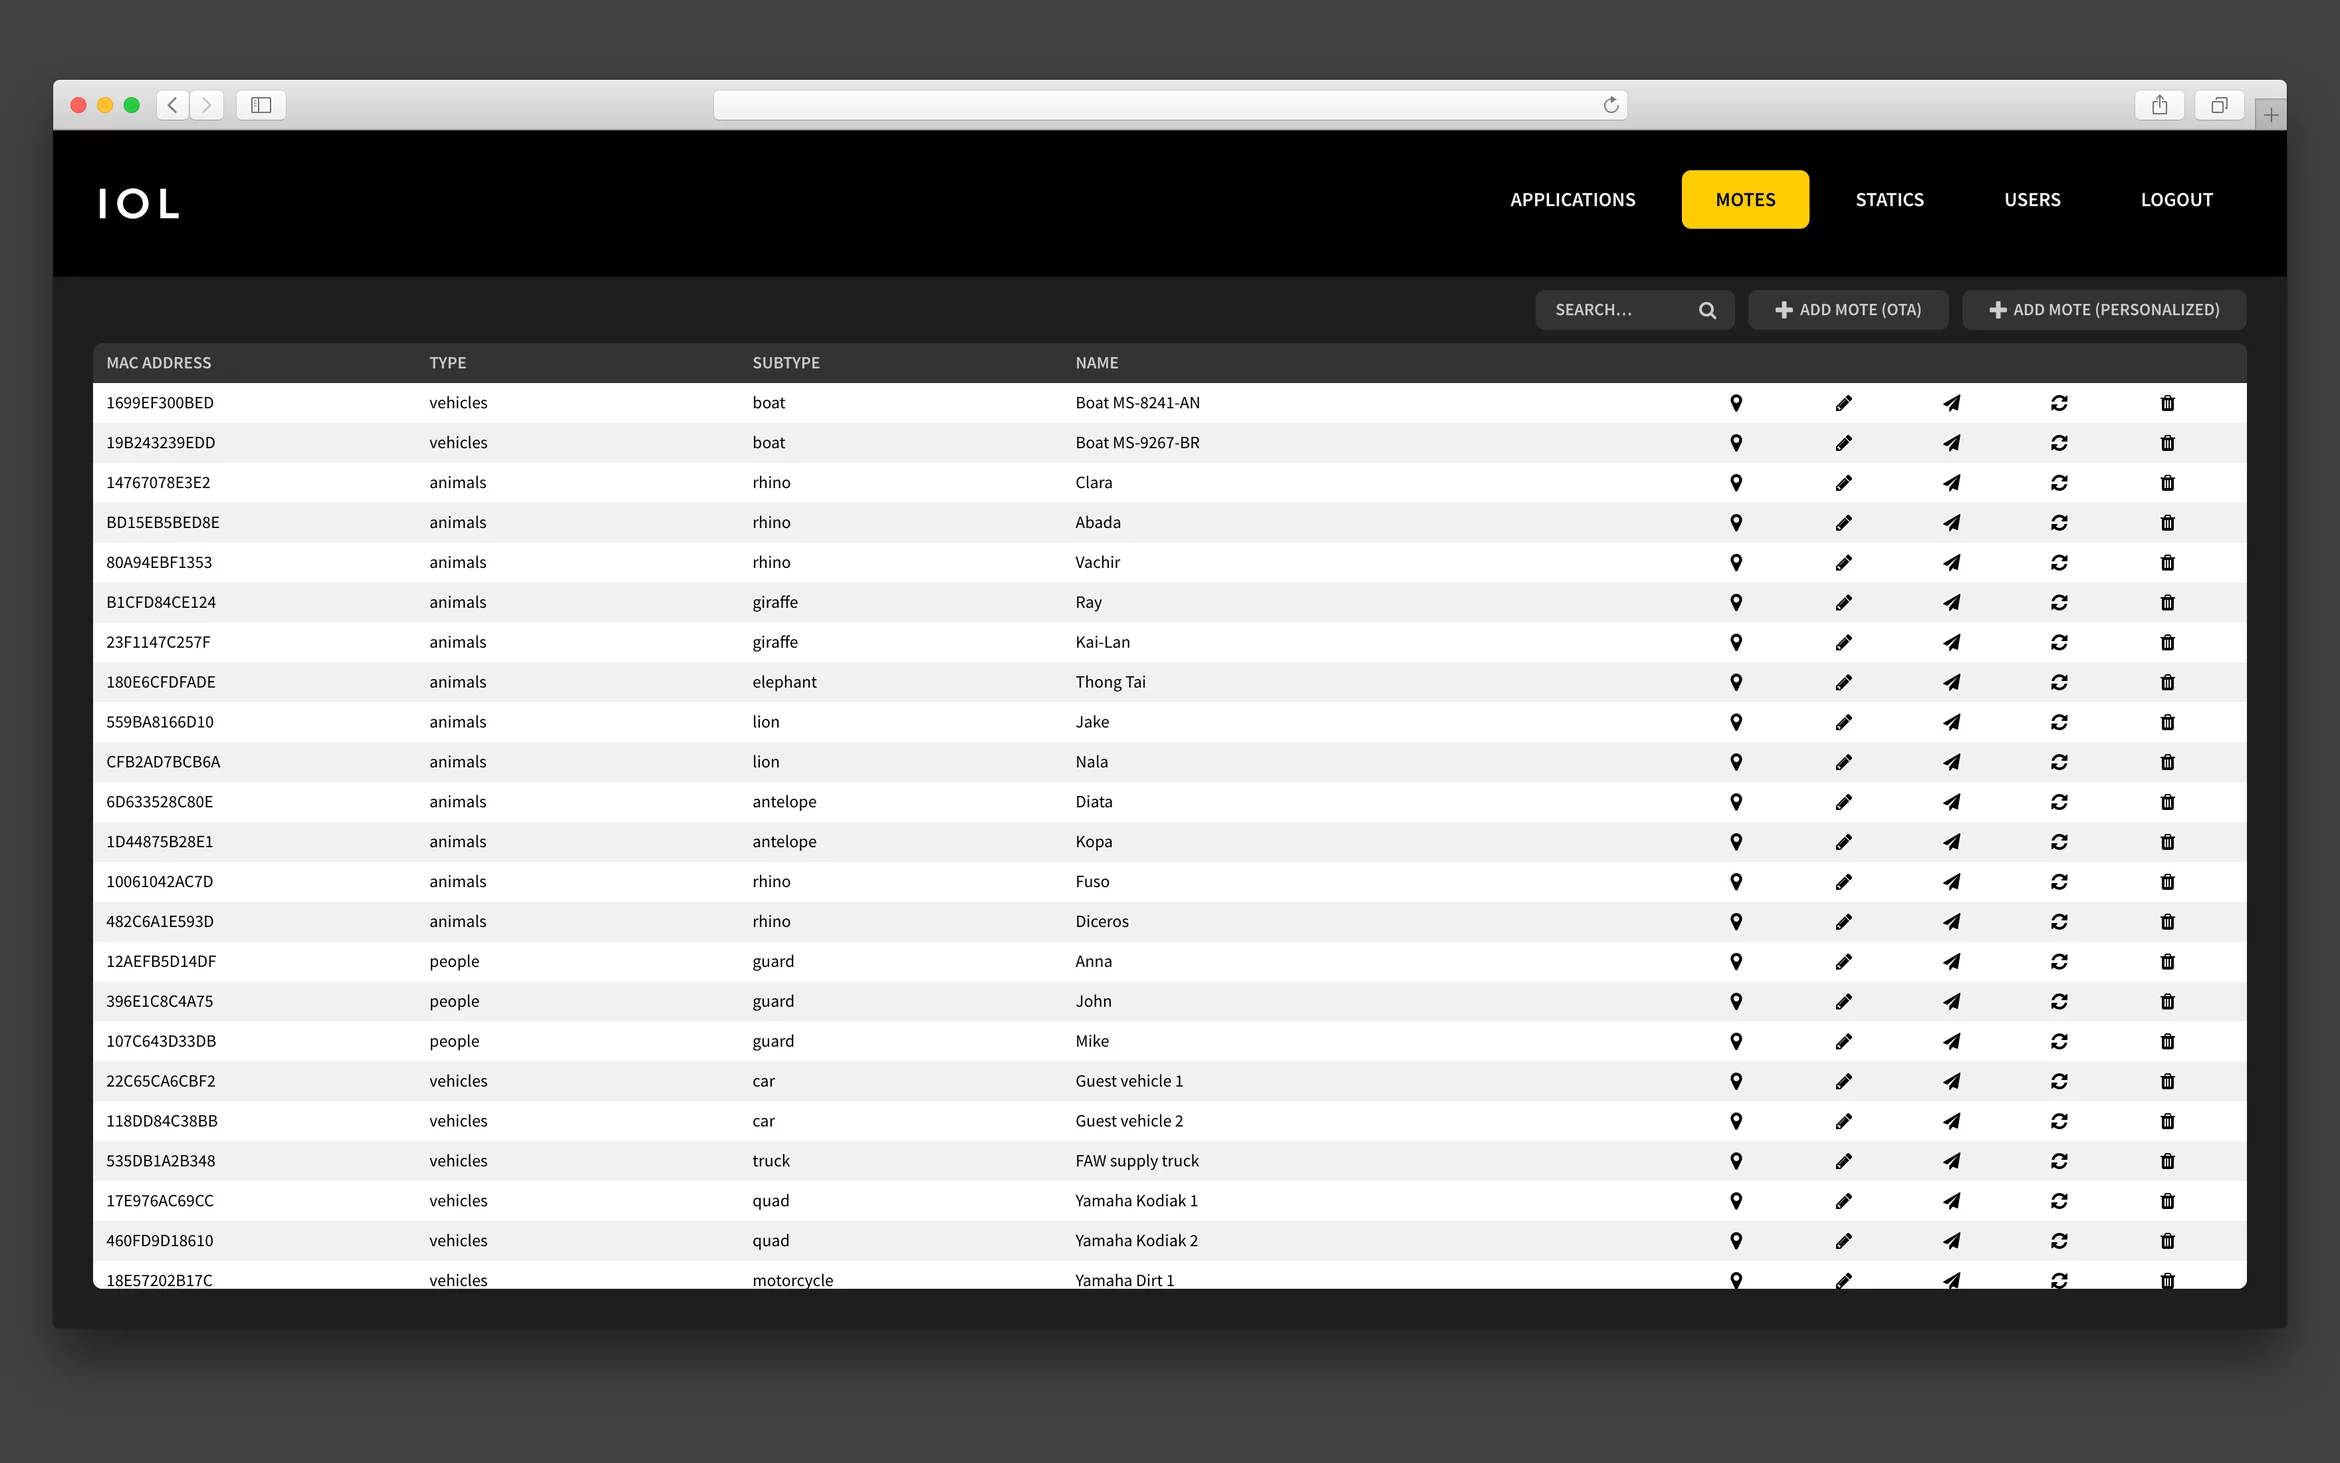 IOL
APPLICATIONS MOTES STATICS USERS LOGOUT
SEARCH... ADD MOTE (OTA) ADD MOTE (PERSONALIZED)
MAC ADDRESS TYPE SUBTYPE NAME
1699EF300BED vehicles boat Boat MS-8241-AN
19B243239EDD vehicles boat Boat MS-9267-BR
14767078E3E2 animals rhino Clara
BD15EB5BED8E animals rhino Abada
80A94EBF1353 animals rhino Vachir
B1CFD84CE124 animals giraffe Ray
23F1147C257F animals giraffe Kai-Lan
180E6CFDFADE animals elephant Thong Tai
559BA8166D10 animals lion Jake
CFB2AD7BCB6A animals lion Nala
6D633528C80E animals antelope Diata
1D44875B28E1 animals antelope Kopa
10061042AC7D animals rhino Fuso
482C6A1E593D animals rhino Diceros
12AEFB5D14DF people guard Anna
396E1C8C4A75 people guard John
107C643D33DB people guard Mike
22C65CA6CBF2 vehicles car Guest vehicle 1
118DD84C38BB vehicles car Guest vehicle 2
535DB1A2B348 vehicles truck FAW supply truck
17E976AC69CC vehicles quad Yamaha Kodiak 1
460FD9D18610 vehicles quad Yamaha Kodiak 2
18E57202B17C vehicles motorcycle Yamaha Dirt 1